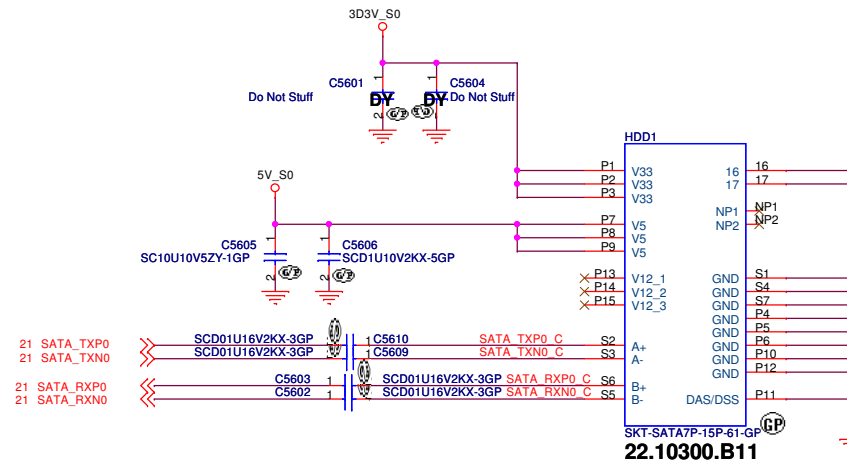 3D3V_S0
C5601
1
Do Not Stuff
DY
2
G/P
C5604
1
DY
Do Not Stuff
2
HDD1
P1 V33 16 16
P2 V33 17 17
P3 V33
NP1 NP1
NP2 NP2
5V_S0
P7 V5
P8 V5
P9 V5
1 C5605
SC10U10V5ZY-1GP
2 G/P
1 C5606
SCD1U10V2KX-5GP
2 G/P
P13 V12_1 GND S1
P14 V12_2 GND S4
P15 V12_3 GND S7
GND P4
GND P5
21 SATA_TXP0 SCD01U16V2KX-3GP 1 C5610 SATA_TXP0_C S2 A+ GND P6
21 SATA_TXN0 SCD01U16V2KX-3GP 1 C5609 SATA_TXN0_C S3 A- GND P10
GND P12
21 SATA_RXP0 C5603 1 SCD01U16V2KX-3GP SATA_RXP0_C S6 B+
21 SATA_RXN0 C5602 1 SCD01U16V2KX-3GP SATA_RXN0_C S5 B- DAS/DSS P11
SKT-SATA7P-15P-61-GP
GP
22.10300.B11